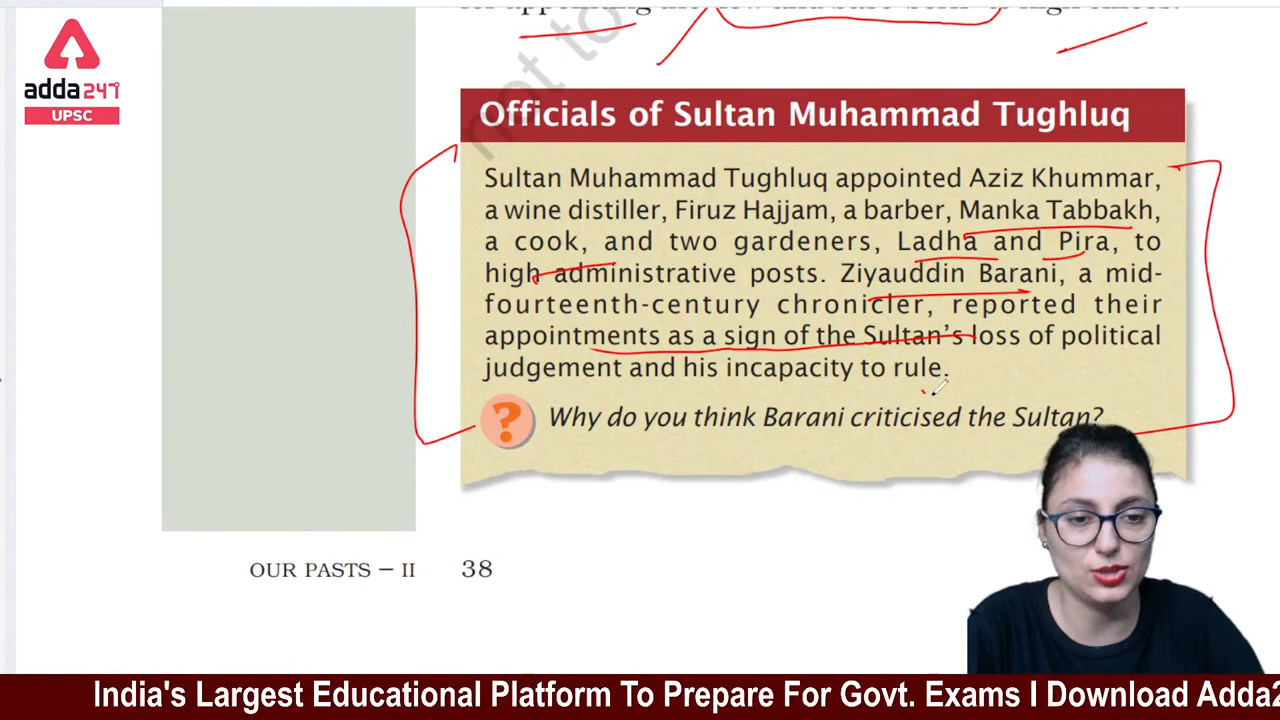 adda247
UPSC
not to
Officials of Sultan Muhammad Tughluq
Sultan Muhammad Tughluq appointed Aziz Khummar,
a wine distiller, Firuz Hajjam, a barber, Manka Tabbakh,
a cook, and two gardeners, Ladha and Pira, to
high administrative posts. Ziyauddin Barani, a mid-
fourteenth-century chronicler, reported their
appointments as a sign of the Sultan's loss of political
judgement and his incapacity to rule.
? Why do you think Barani criticised the Sultan?
OUR PASTS – II 38
India's Largest Educational Platform To Prepare For Govt. Exams I Download Adda2